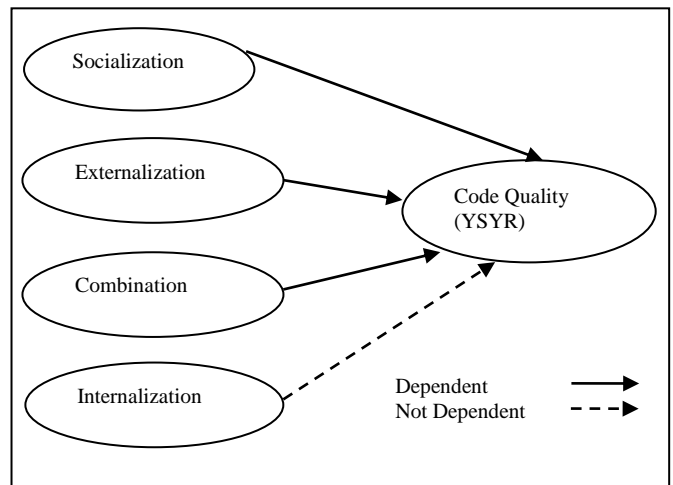 Socialization
Externalization
Code Quality
(YSYR)
Combination
Internalization
Dependent
Not Dependent